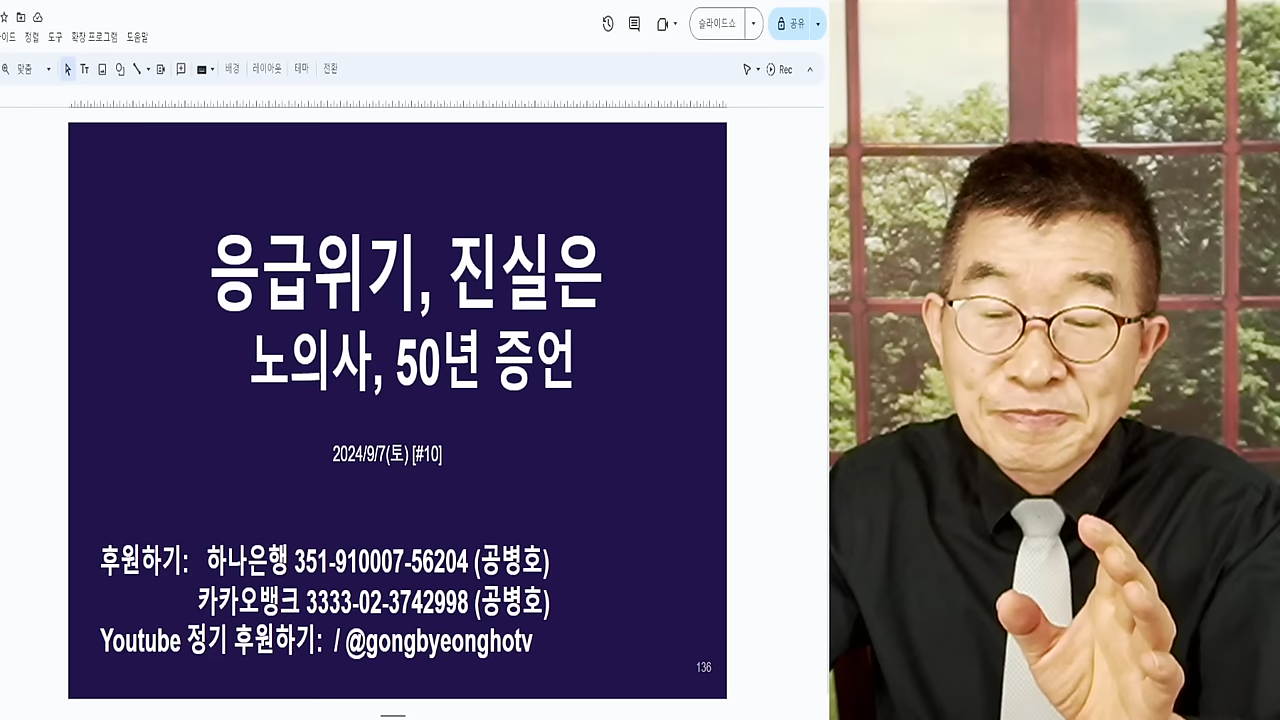 정렬 도구 확장 프로그램 도움말
슬라이드쇼
공유
맞춤
배경 레이아웃 테마 전환
Rec
응급위기, 진실은
노의사, 50년 증언
2024/9/7(토) [#10]
후원하기: 하나은행 351-910007-56204 (공병호)
카카오뱅크 3333-02-3742998 (공병호)
Youtube 정기 후원하기: / @gongbyeonghotv
136